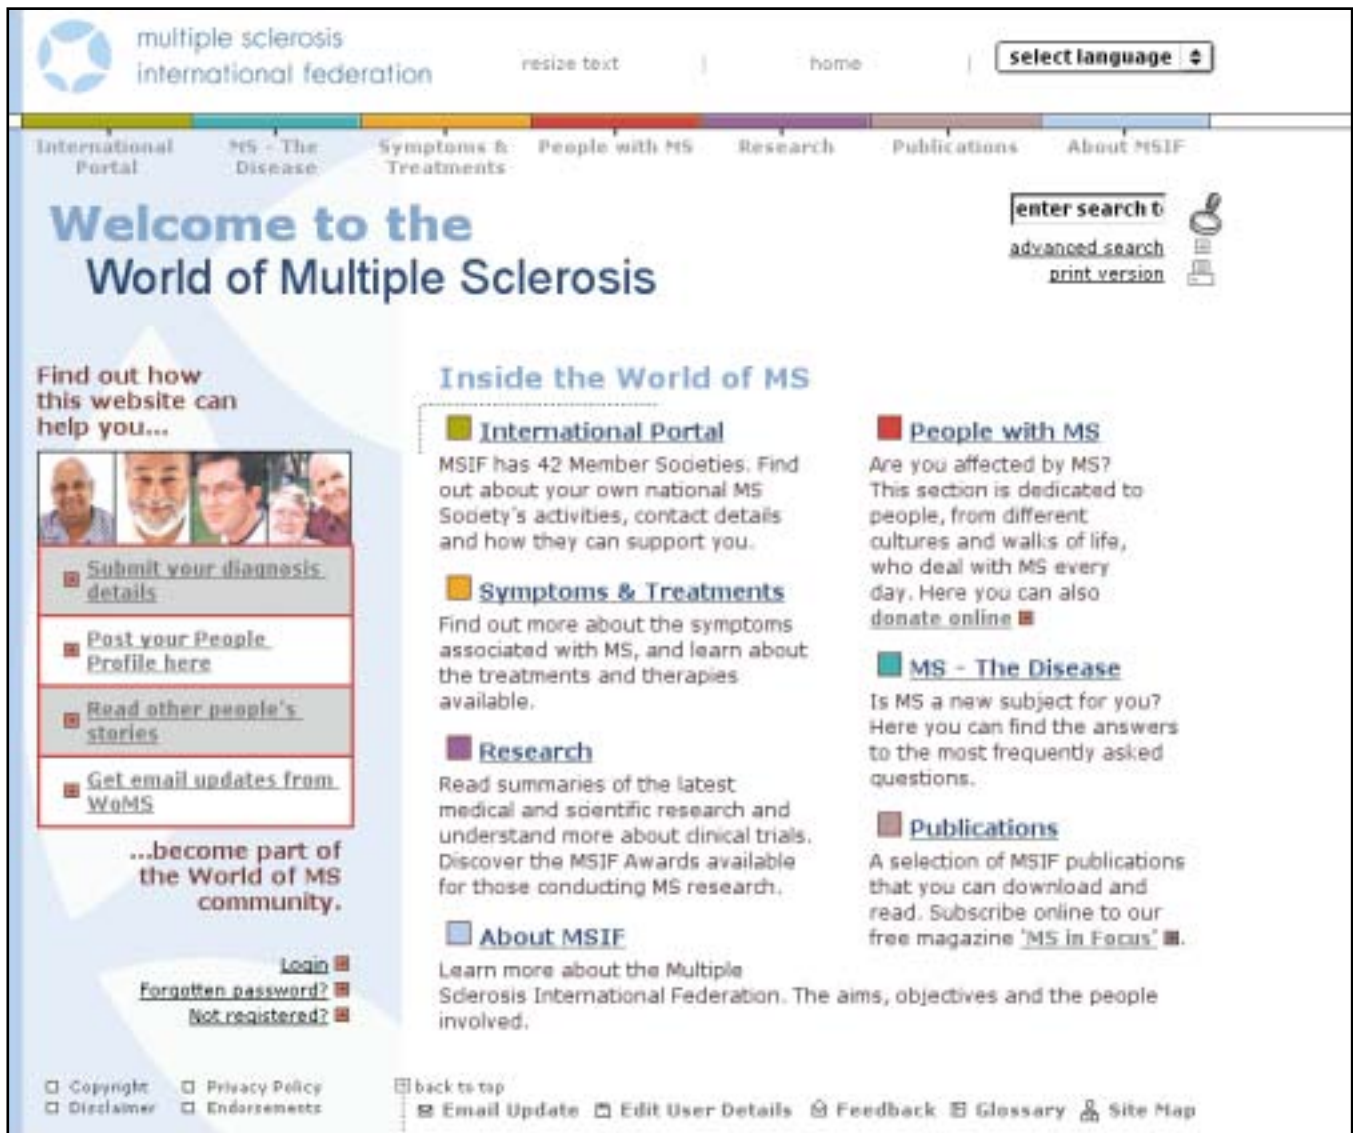 multiple sclerosis
international federation
resize text
home
select language
International
Portal
MS - The
Disease
Symptoms &
Treatments
People with MS
Research
Publications
About MSIF
Welcome to the
World of Multiple Sclerosis
enter search t
advanced search
print version
Find out how
this website can
help you...
Submit your diagnosis
details
Post your People
Profile here
Read other people's
stories
Get email updates from
WoMS
...become part of
the World of MS
community.
Login
Forgotten password?
Not registered?
Inside the World of MS
International Portal
MSIF has 42 Member Societies. Find
out about your own national MS
Society's activities, contact details
and how they can support you.
Symptoms & Treatments
Find out more about the symptoms
associated with MS, and learn about
the treatments and therapies
available.
Research
Read summaries of the latest
medical and scientific research and
understand more about clinical trials.
Discover the MSIF Awards available
for those conducting MS research.
About MSIF
Learn more about the Multiple
Sclerosis International Federation. The aims, objectives and the people
involved.
People with MS
Are you affected by MS?
This section is dedicated to
people, from different
cultures and walks of life,
who deal with MS every
day. Here you can also
donate online
MS - The Disease
Is MS a new subject for you?
Here you can find the answers
to the most frequently asked
questions.
Publications
A selection of MSIF publications
that you can download and
read. Subscribe online to our
free magazine 'MS in Focus' .
Copyright
Privacy Policy
Disclaimer
Endorsements
back to top
Email Update
Edit User Details
Feedback
Glossary
Site Map